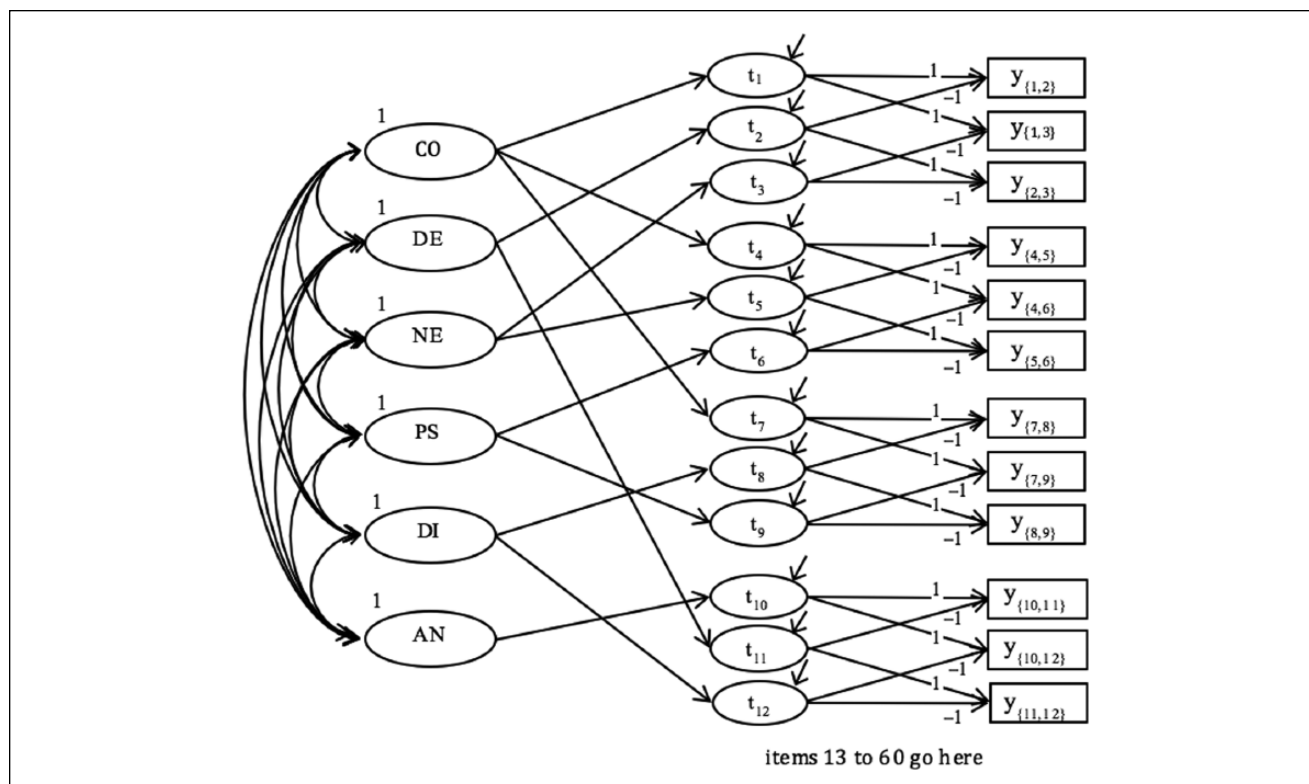 CO
DE
NE
PS
DI
AN
1
1
1
1
1
1
t₁
t₂
t₃
t₄
t₅
t₆
t₇
t₈
t₉
t₁₀
t₁₁
t₁₂
1
–1
1
–1
1
–1
1
–1
1
–1
1
–1
1
–1
1
–1
1
–1
1
–1
1
–1
1
–1
y{1,2}
y{1,3}
y{2,3}
y{4,5}
y{4,6}
y{5,6}
y{7,8}
y{7,9}
y{8,9}
y{10,11}
y{10,12}
y{11,12}
items 13 to 60 go here